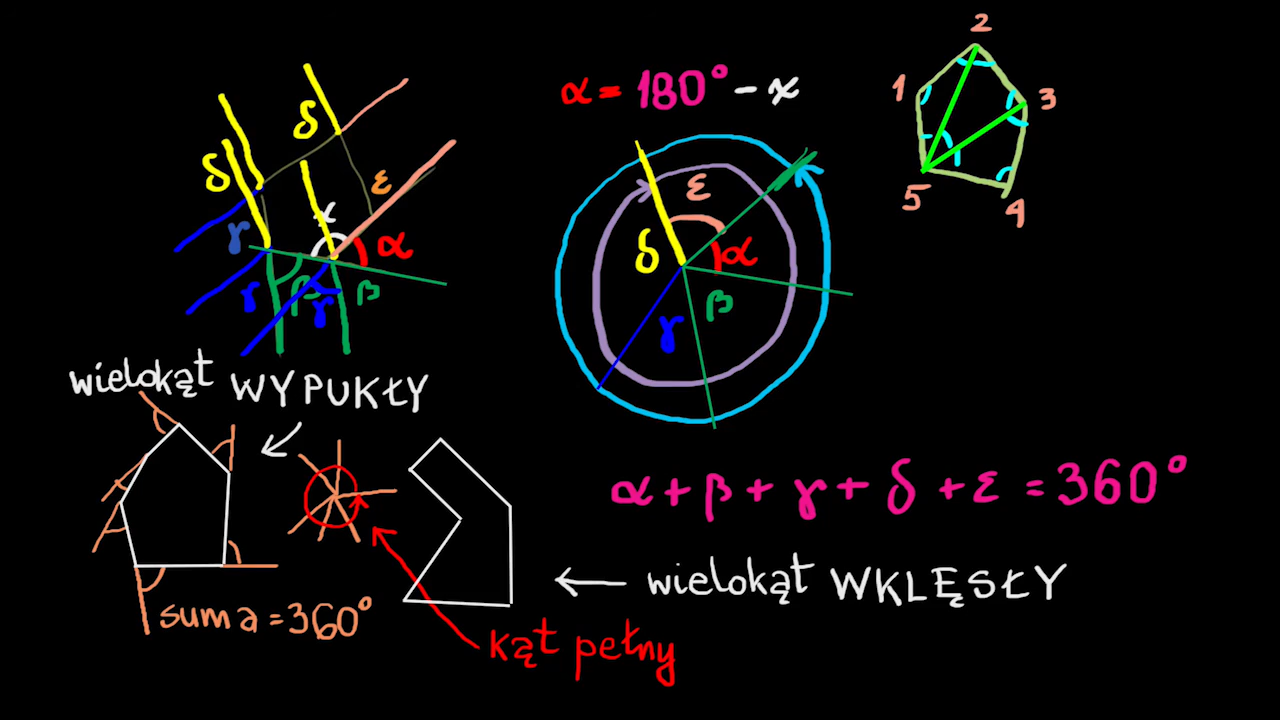 2
1
3
5
4
α = 180° - x
δ
δ
ε
x
γ
α
γ
β
γ
β
ε
δ
α
β
γ
wielokąt WYPUKŁY
α + β + γ + δ + ε = 360°
wielokąt WKLĘSŁY
suma = 360°
kąt pełny